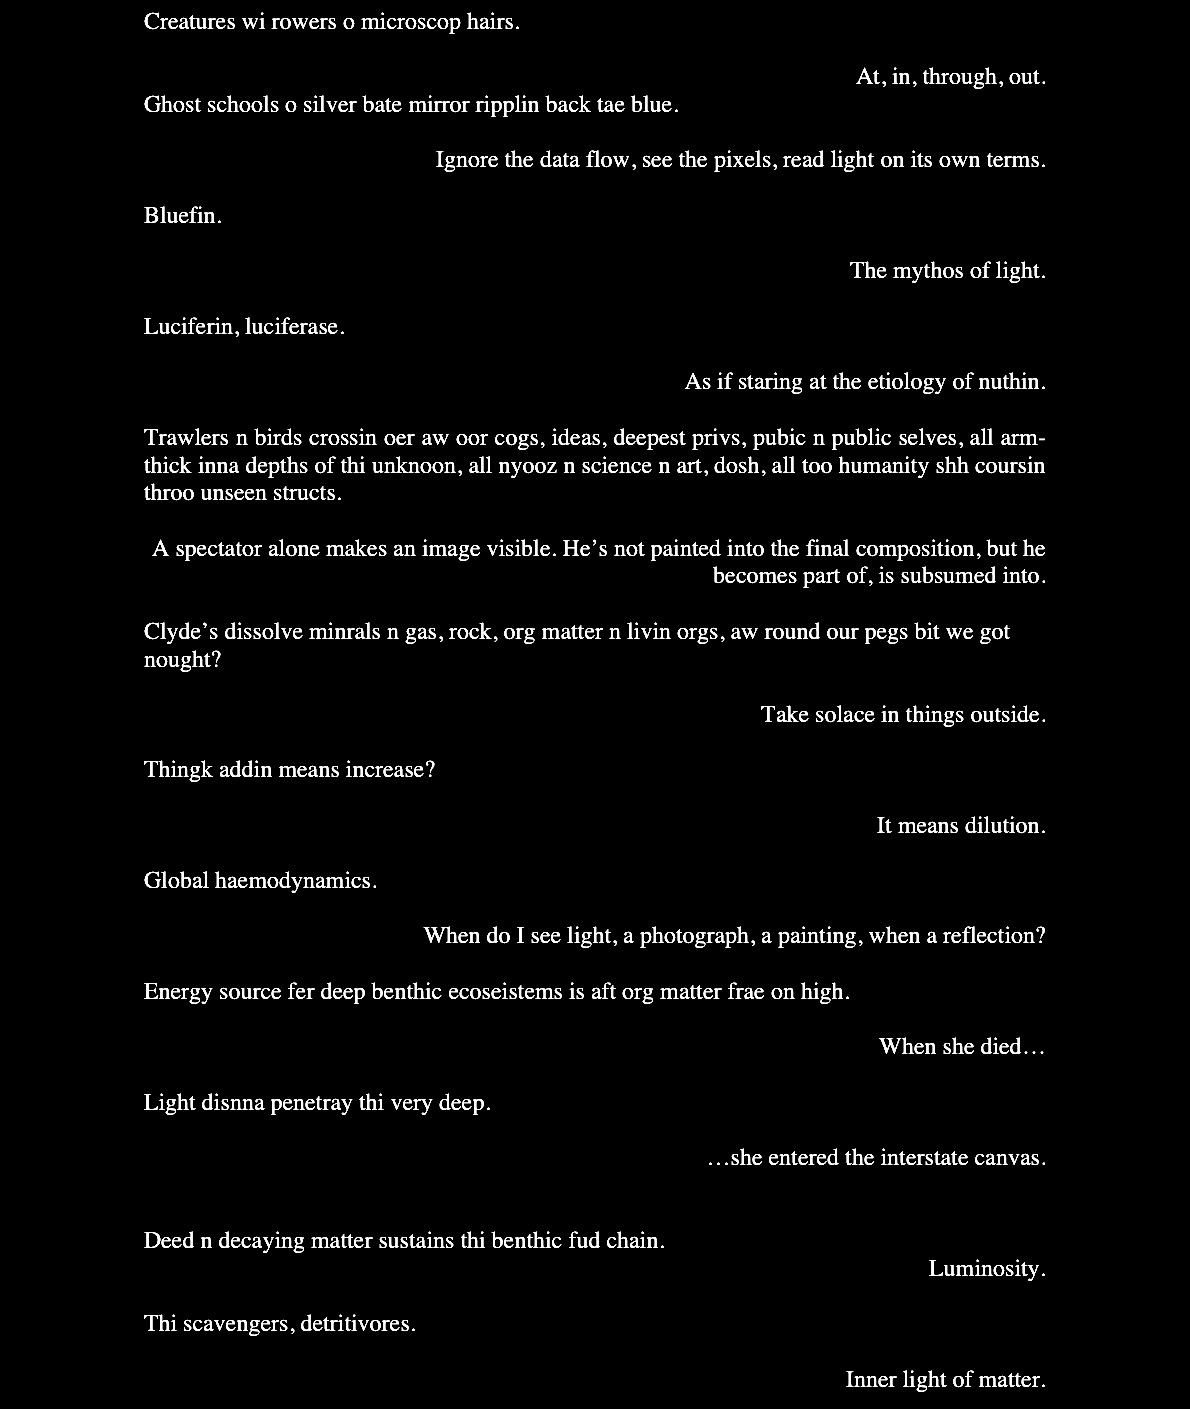 Creatures wi rowers o microscop hairs.
At, in, through, out.
Ghost schools o silver bate mirror ripplin back tae blue.
Ignore the data flow, see the pixels, read light on its own terms.
Bluefin.
The mythos of light.
Luciferin, luciferase.
As if staring at the etiology of nuthin.
Trawlers n birds crossin oer aw oor cogs, ideas, deepest privs, pubic n public selves, all arm-
thick inna depths of thi unknoon, all nyooz n science n art, dosh, all too humanity shh coursin
throo unseen structs.
A spectator alone makes an image visible. He’s not painted into the final composition, but he
becomes part of, is subsumed into.
Clyde’s dissolve minrals n gas, rock, org matter n livin orgs, aw round our pegs bit we got
nought?
Take solace in things outside.
Thingk addin means increase?
It means dilution.
Global haemodynamics.
When do I see light, a photograph, a painting, when a reflection?
Energy source fer deep benthic ecoseistems is aft org matter frae on high.
When she died…
Light disnna penetray thi very deep.
…she entered the interstate canvas.
Deed n decaying matter sustains thi benthic fud chain.
Luminosity.
Thi scavengers, detritivores.
Inner light of matter.